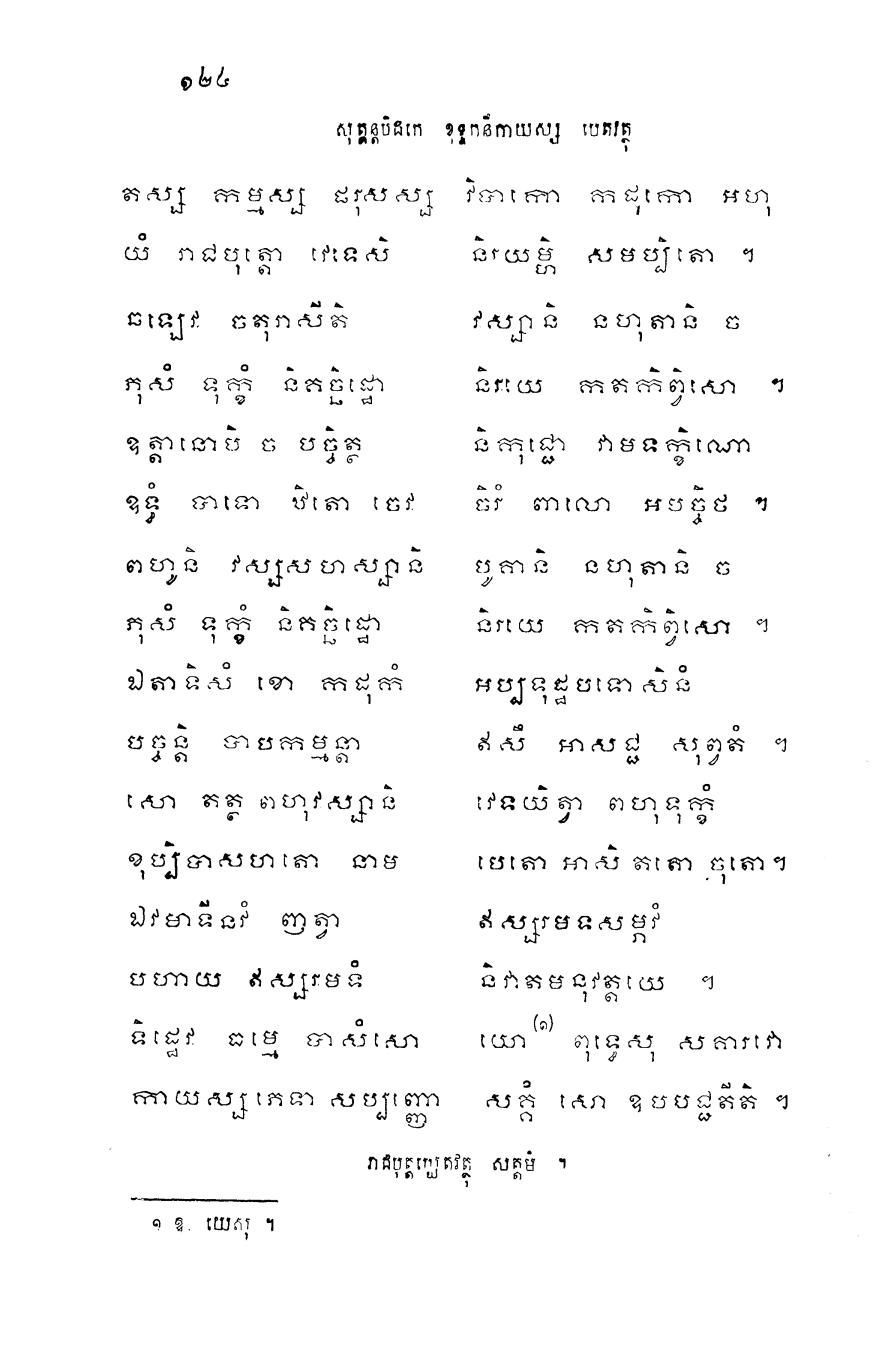 ១២៤
សុត្តន្តបិដកេ ខុទ្ទកនិកាយស្ស បេតវត្ថុ
តស្ស កម្មស្ស ផរុសស្ស វិបាកោ កដុកោ អហុ
យំ រាជបុត្តោ វេទេសិ និរយម្ហិ សមប្បិតោ ។
ឆឡេវ ចតុរាសីតិ វស្សានិ នហុតានិ ច
ភុសំ ទុក្ខំ និគច្ឆិដ្ឋោ និរយេ កតកិព្វិសោ ។
ឧត្តានោបិ ច បច្ចិត្ថ និកុជ្ជោ វាមទក្ខិណោ
ឧទ្ធំ បាទោ ឋិតោ ចេវ ចិរំ ពាលោ អបច្ចិថ ។
ពហូនិ វស្សសហស្សានិ បូគានិ នហុតានិ ច
ភុសំ ទុក្ខំ និគច្ឆិដ្ឋោ និរយេ កតកិព្វិសោ ។
ឯតាទិសំ ខោ កដុកំ អប្បទុដ្ឋបទោសិនំ
បច្ចន្តិ បាបកម្មន្តា ឥសឹ អាសជ្ជ សុព្វតំ ។
សោ តត្ថ ពហុវស្សានិ វេទយិត្វា ពហុទុក្ខំ
ខុប្បិបាសហតោ នាម បេតោ អាសិ តតោ ចុតោ។
ឯវមាទីនវំ ញត្វា ឥស្សរមទសម្ភវំ
បហាយ ឥស្សរមទំ និវាតមនុវត្តយេ ។
ទិដ្ឋេវ ធម្មេ បាសំសោ យោ (១) ពុទ្ធេសុ សគារវោ
កាយស្ស ភេទា សប្បញ្ញោ សគ្គំ សោ ឧបបជ្ជតីតិ ។
រាជបុត្តប្បេតវត្ថុ សត្តមំ ។
១ ឱ. យេសុ ។